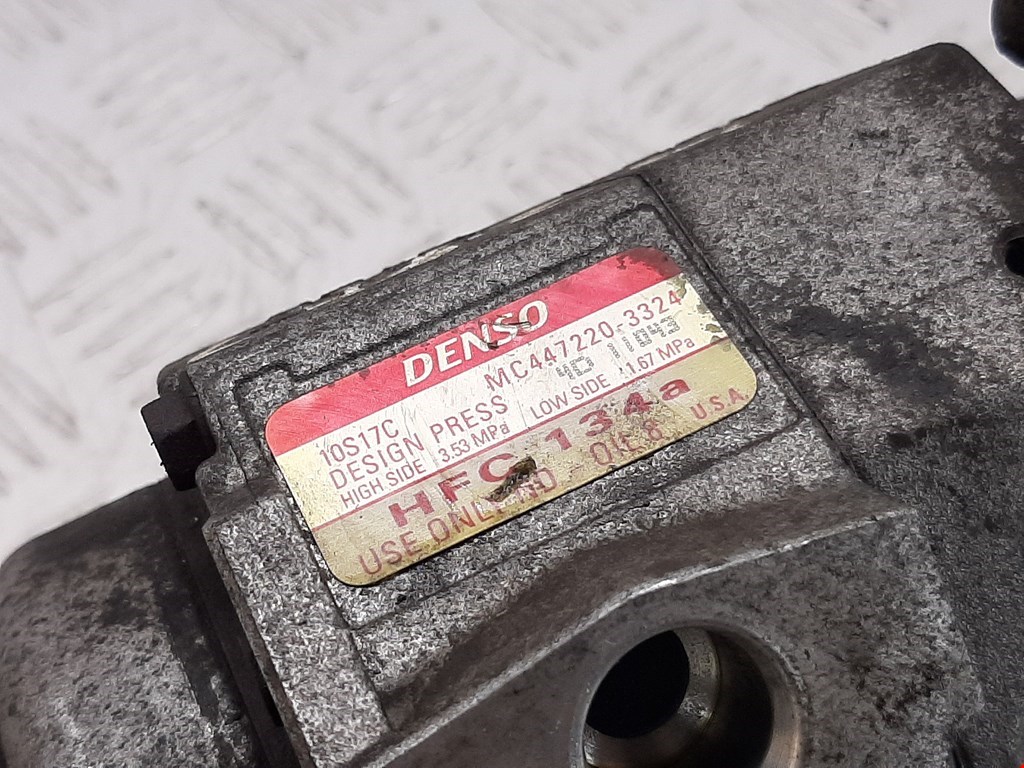 DENSO
10S17C MC447220 3324
DESIGN PRESS
HIGH SIDE 3.53 MPa LOW SIDE 1.67 MPa
HFC 134a
USE ONLY ND - OIL 8 U.S.A.